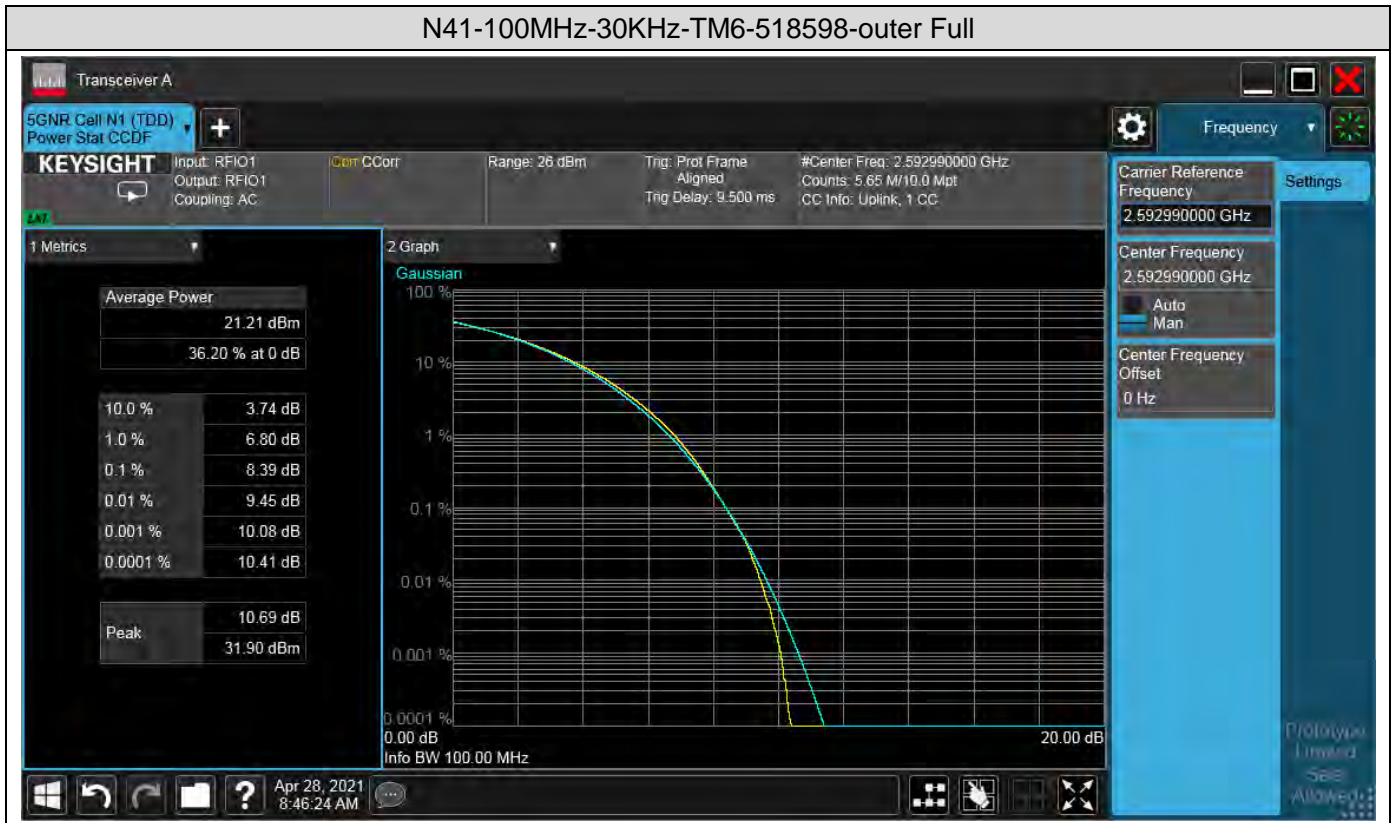 N41-100MHz-30KHz-TM6-518598-outer Full
Transceiver A
5GNR Cell N1 (TDD)
Power Stat CCDF
+
Frequency
KEYSIGHT
Input: RFIO1
Output: RFIO1
Coupling: AC
Corr CCorr
Range: 26 dBm
Trig: Prot Frame
Aligned
Trig Delay: 9.500 ms
#Center Freq: 2.592990000 GHz
Counts: 5.65 M/10.0 Mpt
CC Info: Uplink, 1 CC
LXI
Carrier Reference
Frequency
2.592990000 GHz
Settings
Center Frequency
2.592990000 GHz
Auto
Man
Center Frequency
Offset
0 Hz
1 Metrics
Average Power
21.21 dBm
36.20 % at 0 dB
10.0 % 3.74 dB
1.0 % 6.80 dB
0.1 % 8.39 dB
0.01 % 9.45 dB
0.001 % 10.08 dB
0.0001 % 10.41 dB
Peak 10.69 dB
31.90 dBm
2 Graph
Gaussian
100 %
10 %
1 %
0.1 %
0.01 %
0.001 %
0.0001 %
0.00 dB
20.00 dB
Info BW 100.00 MHz
?
Apr 28, 2021
8:46:24 AM
Prototype
Limited
Sale
Allowed